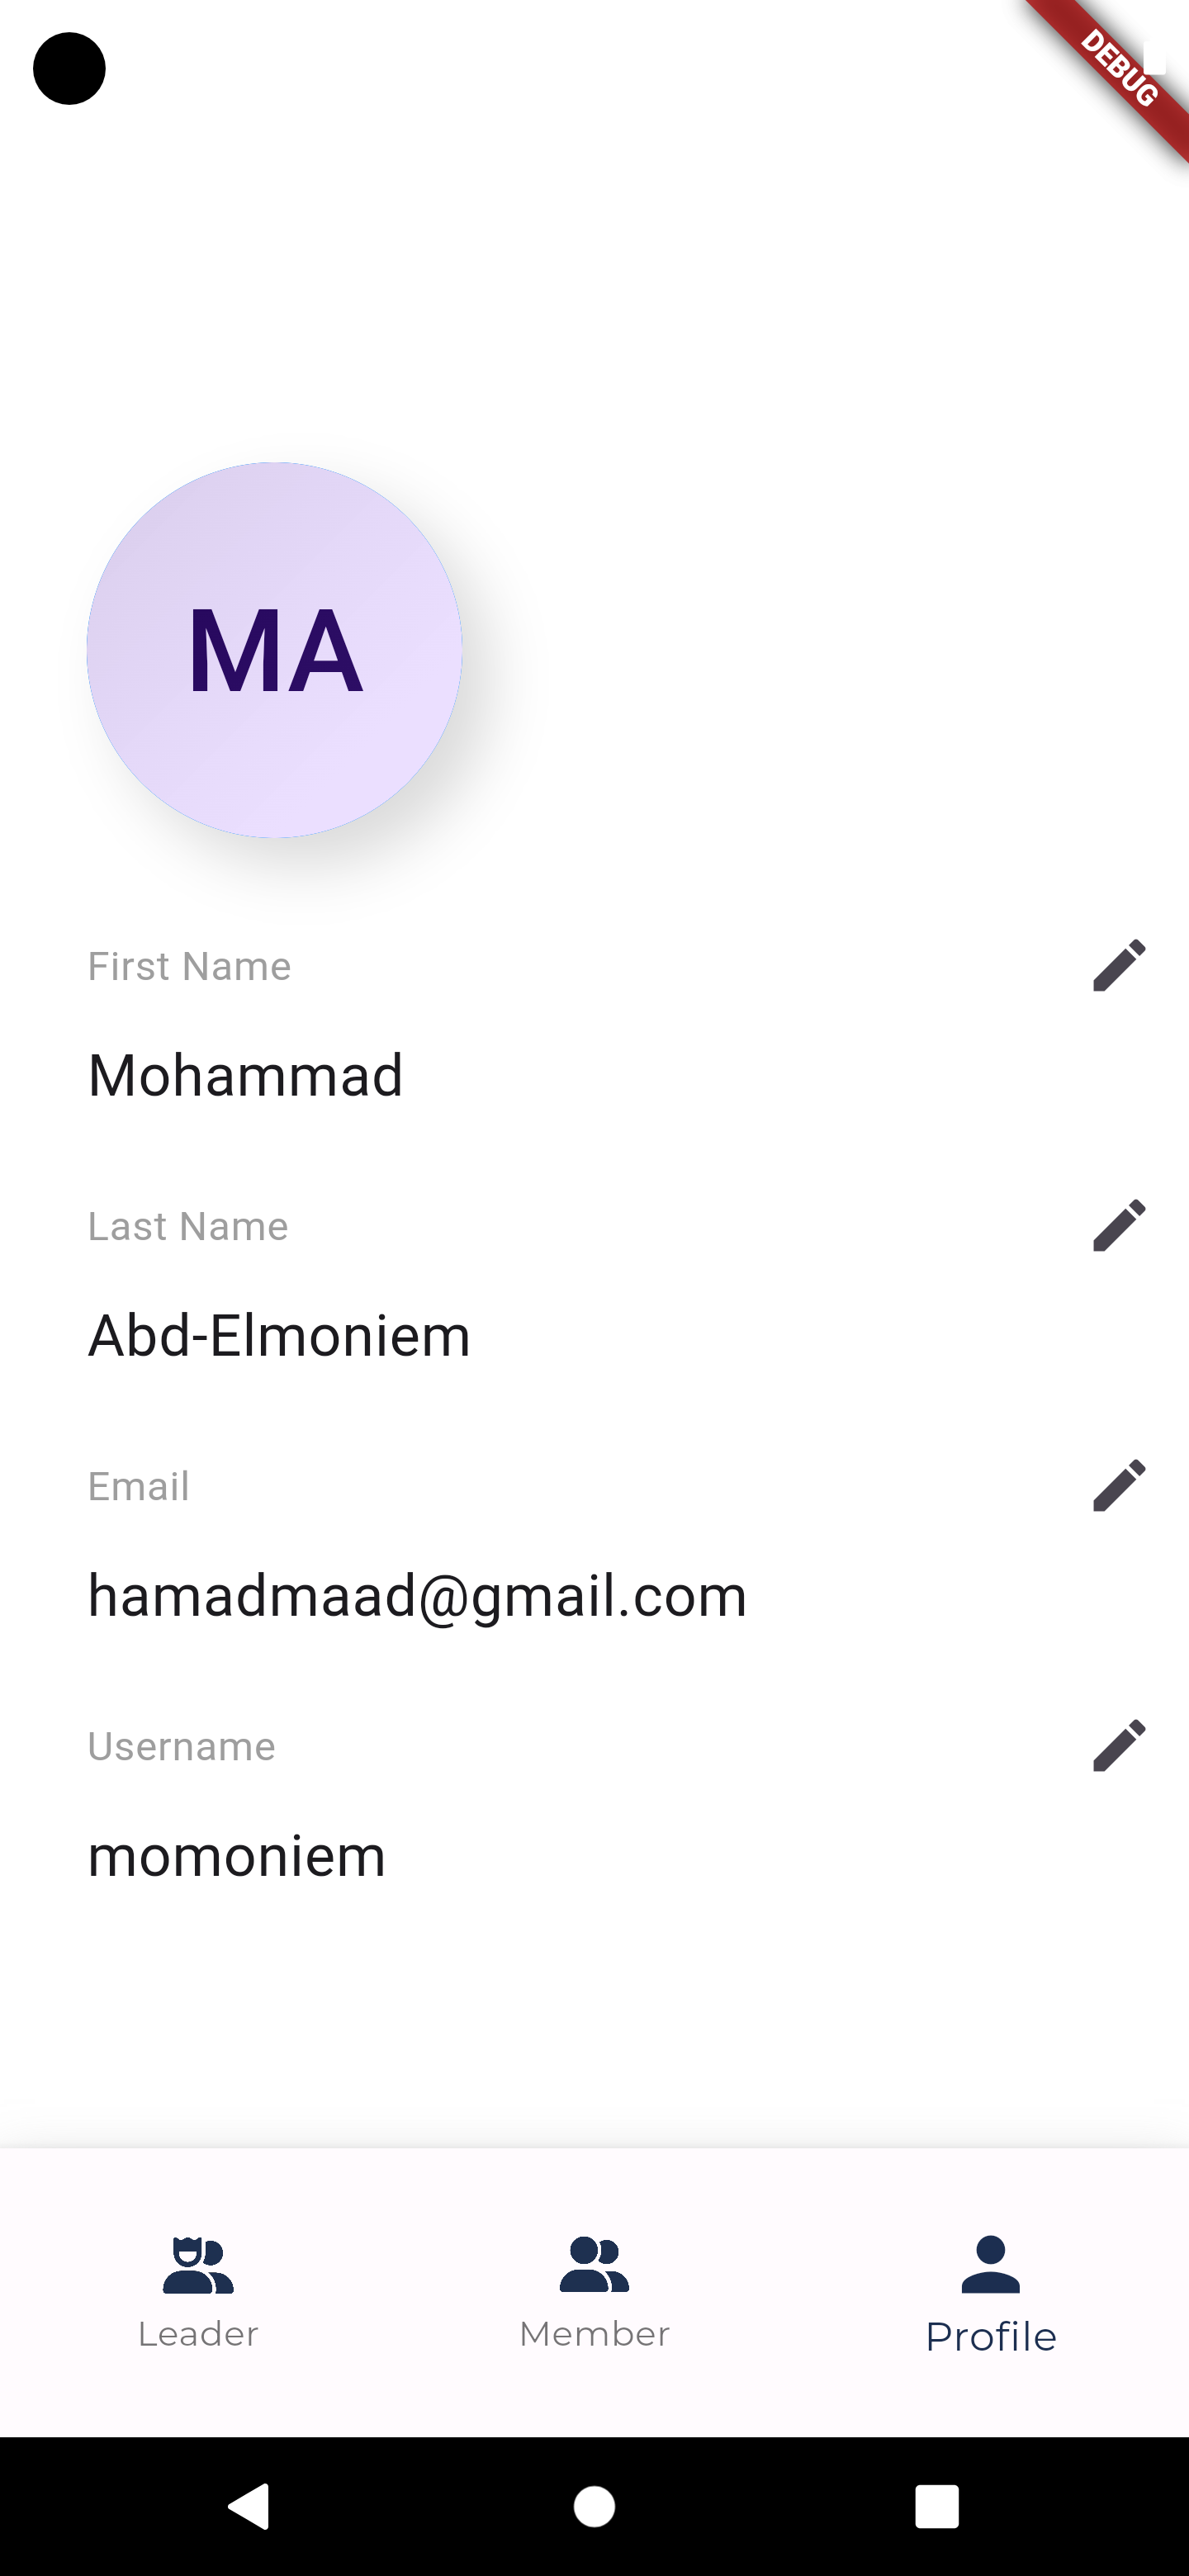 DEBUG
MA
First Name
Mohammad
Last Name
Abd-Elmoniem
Email
hamadmaad@gmail.com
Username
momoniem
Leader
Member
Profile